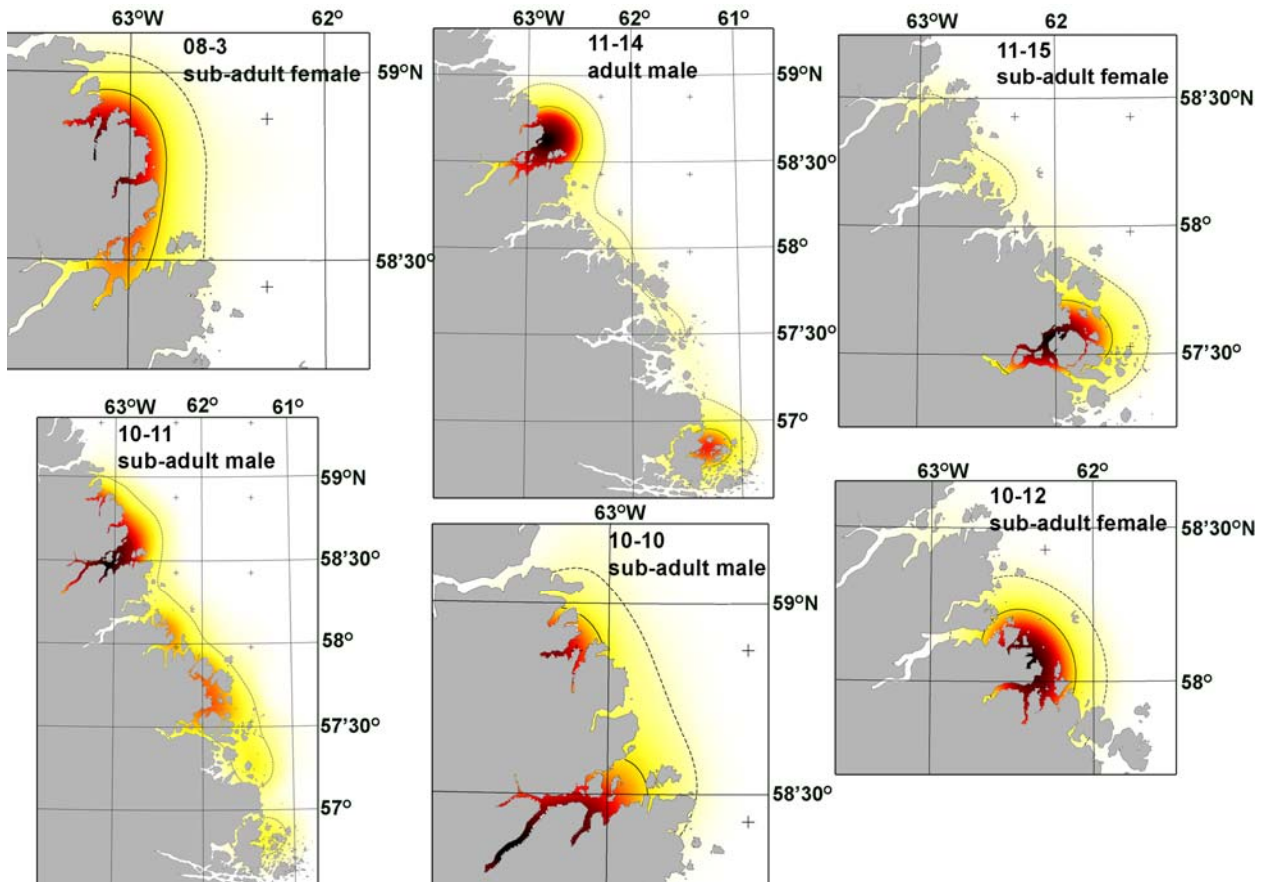 63°W 62°
08-3
sub-adult female
59°N
58'30°
63°W 62° 61°
11-14
adult male
59°N
58'30°
58°
57'30°
57°
63°W 62
11-15
sub-adult female
58'30°N
58°
57'30°
63°W 62° 61°
10-11
sub-adult male
59°N
58'30°
58°
57'30°
57°
63°W
10-10
sub-adult male
59°N
58'30°
63°W 62°
10-12
sub-adult female
58'30°N
58°